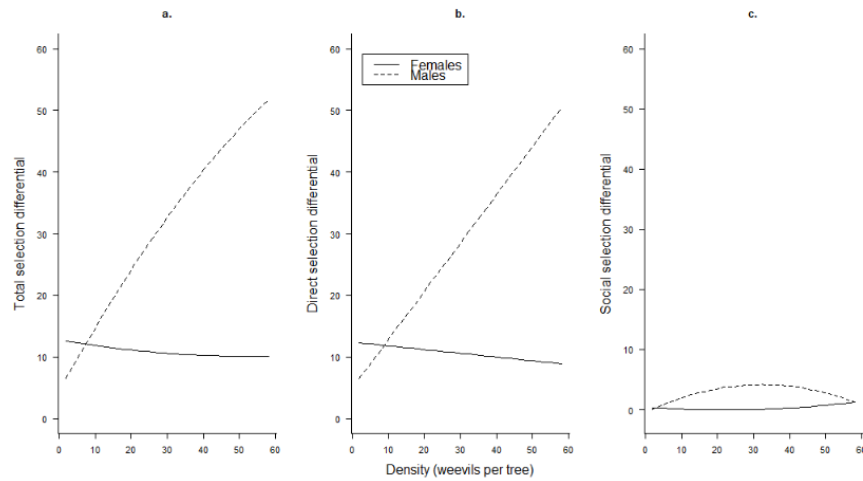 a.
Total selection differential
60
50
40
30
20
10
0
0 10 20 30 40 50 60
b.
Direct selection differential
60
50
40
30
20
10
0
Females
Males
0 10 20 30 40 50 60
Density (weevils per tree)
c.
Social selection differential
60
50
40
30
20
10
0
0 10 20 30 40 50 60